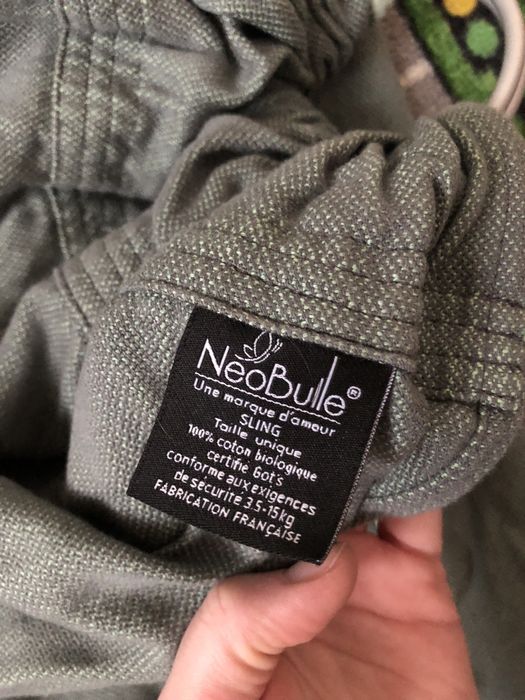 NéoBulle®
Une marque d'amour
SLING
Taille unique
100% coton biologique
certifié Gots
conforme aux exigences
de sécurité 3.5-15kg
FABRICATION FRANÇAISE